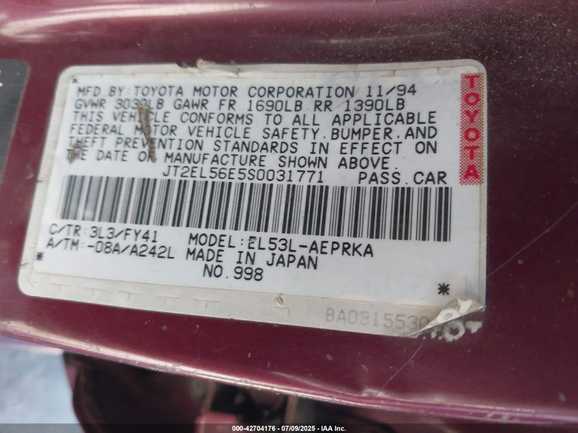 MFD.BY:TOYOTA MOTOR CORPORATION 11/94
GVWR 3030LB GAWR FR 1690LB RR 1390LB
THIS VEHICLE CONFORMS TO ALL APPLICABLE
FEDERAL MOTOR VEHICLE SAFETY.BUMPER.AND
THEFT PREVENTION STANDARDS IN EFFECT ON
THE DATE OF MANUFACTURE SHOWN ABOVE.
JT2EL56E5S0031771 PASS.CAR
C/TR:3L3/FY41 MODEL:EL53L-AEPRKA
A/TM:-08A/A242L MADE IN JAPAN
NO.998
TOYOTA
000-42704176 | 07/09/2025 | IAA, Inc.